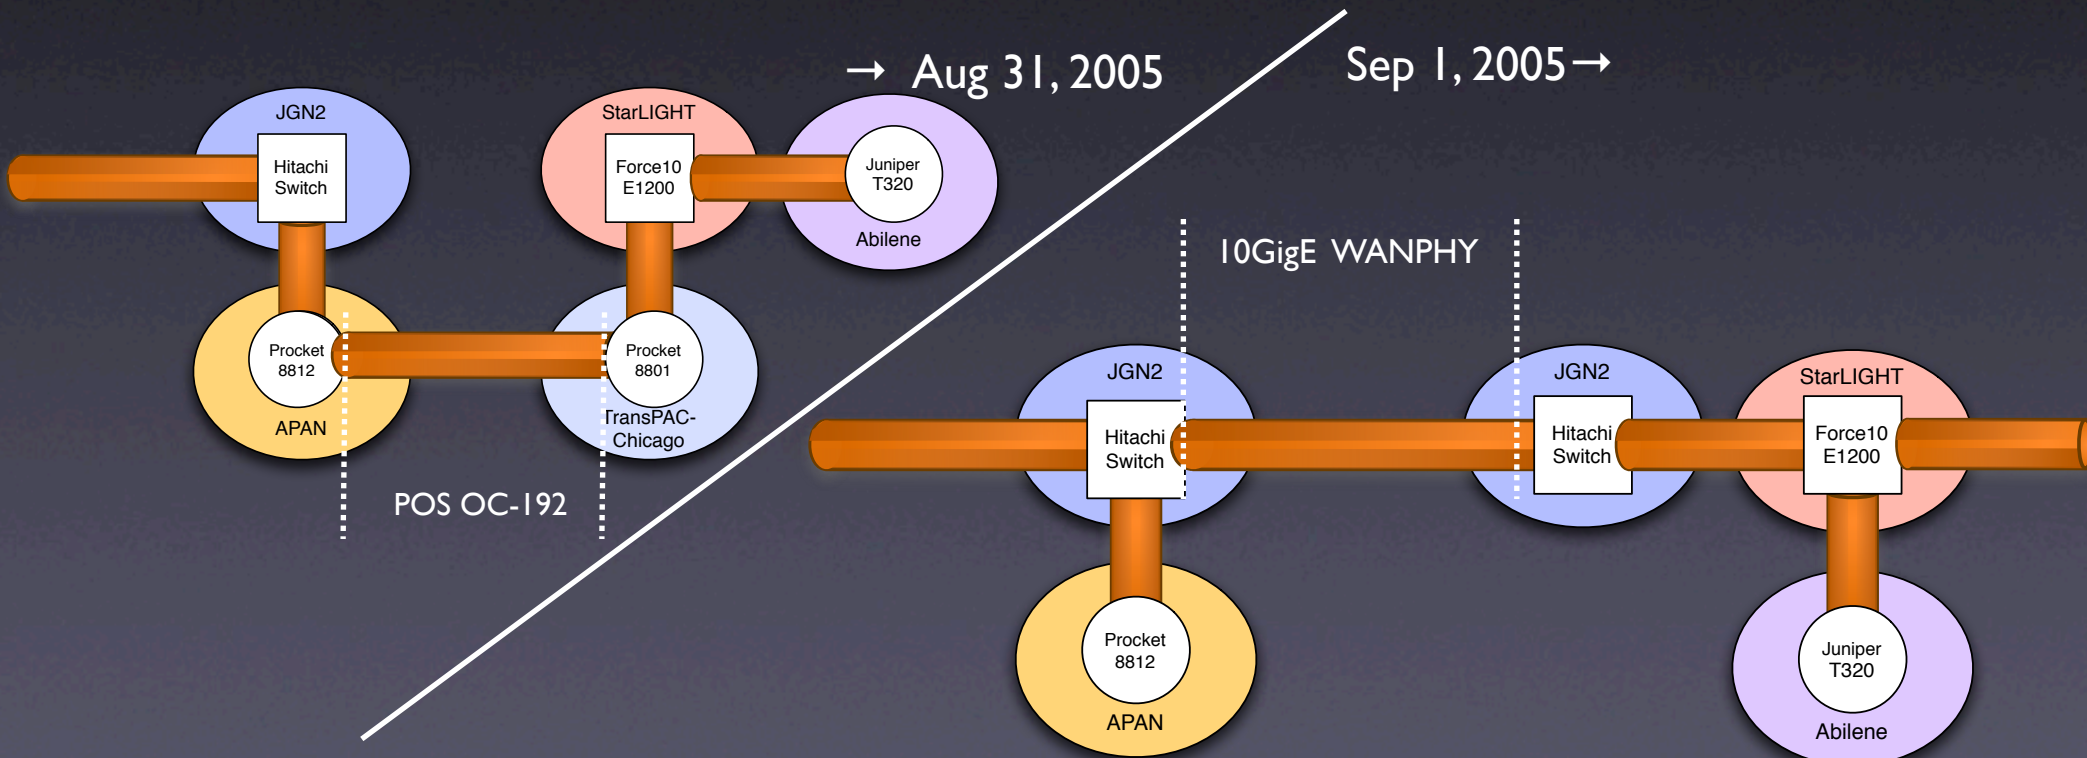 → Aug 31, 2005
JGN2
Hitachi
Switch
StarLIGHT
Force10
E1200
Juniper
T320
Abilene
Procket
8812
APAN
Procket
8801
TransPAC-
Chicago
POS OC-192
Sep 1, 2005→
10GigE WANPHY
JGN2
Hitachi
Switch
JGN2
Hitachi
Switch
StarLIGHT
Force10
E1200
Procket
8812
APAN
Juniper
T320
Abilene